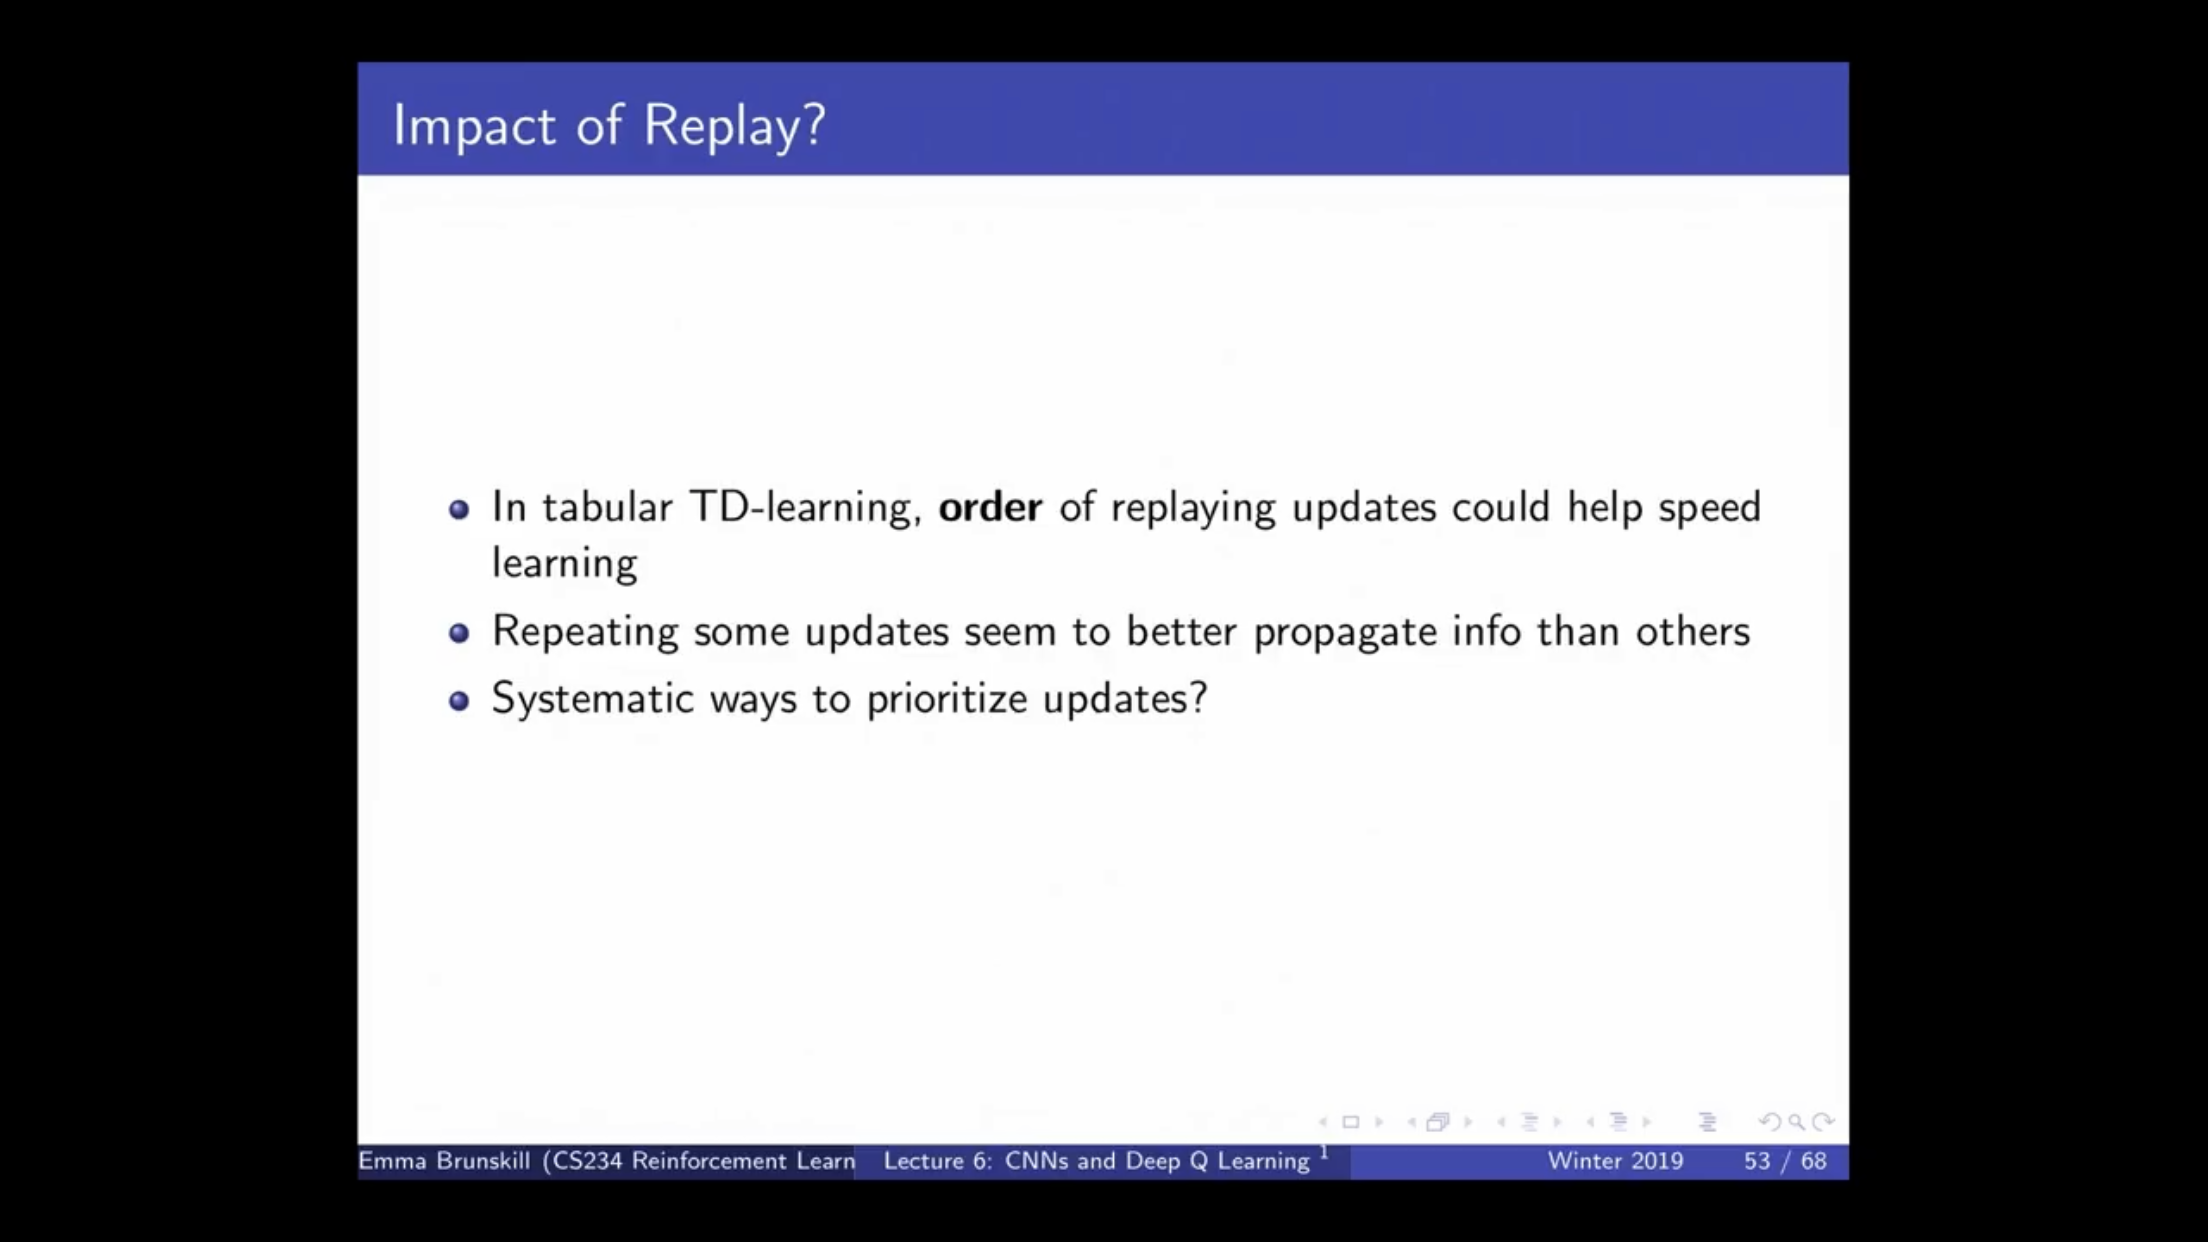 Impact of Replay?
In tabular TD-learning, order of replaying updates could help speed
learning
Repeating some updates seem to better propagate info than others
Systematic ways to prioritize updates?
Emma Brunskill (CS234 Reinforcement Learn Lecture 6: CNNs and Deep Q Learning 1 Winter 2019 53 / 68